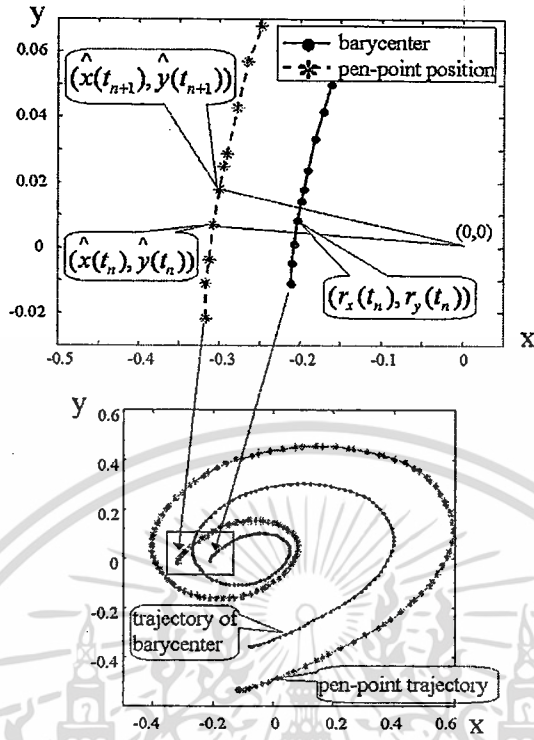 y
0.06
0.04
0.02
0
-0.02
barycenter
pen-point position
(x̂(t_{n+1}), ŷ(t_{n+1}))
(x̂(t_n), ŷ(t_n))
(0,0)
(r_x(t_n), r_y(t_n))
-0.5 -0.4 -0.3 -0.2 -0.1 0
x
y
0.6
0.4
0.2
0
-0.2
-0.4
trajectory of
barycenter
pen-point trajectory
-0.4 -0.2 0 0.2 0.4 0.6
x